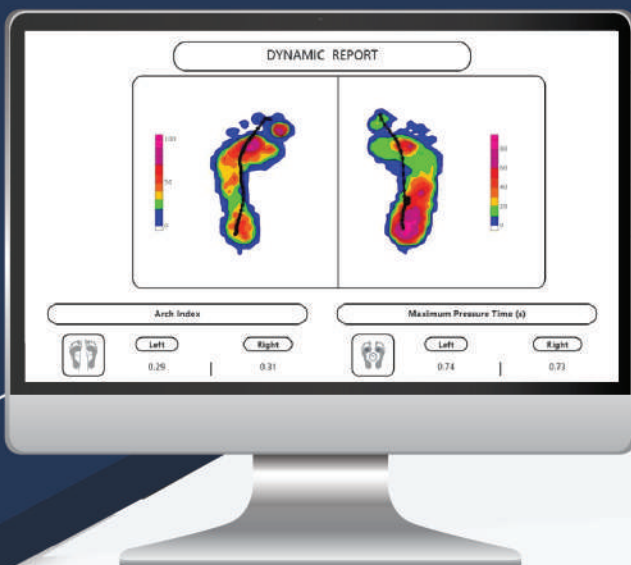 DYNAMIC REPORT
100
50
0
80
60
40
20
0
Arch Index
Maximum Pressure Time (s)
Left
Right
Left
Right
0.29
0.31
0.74
0.73